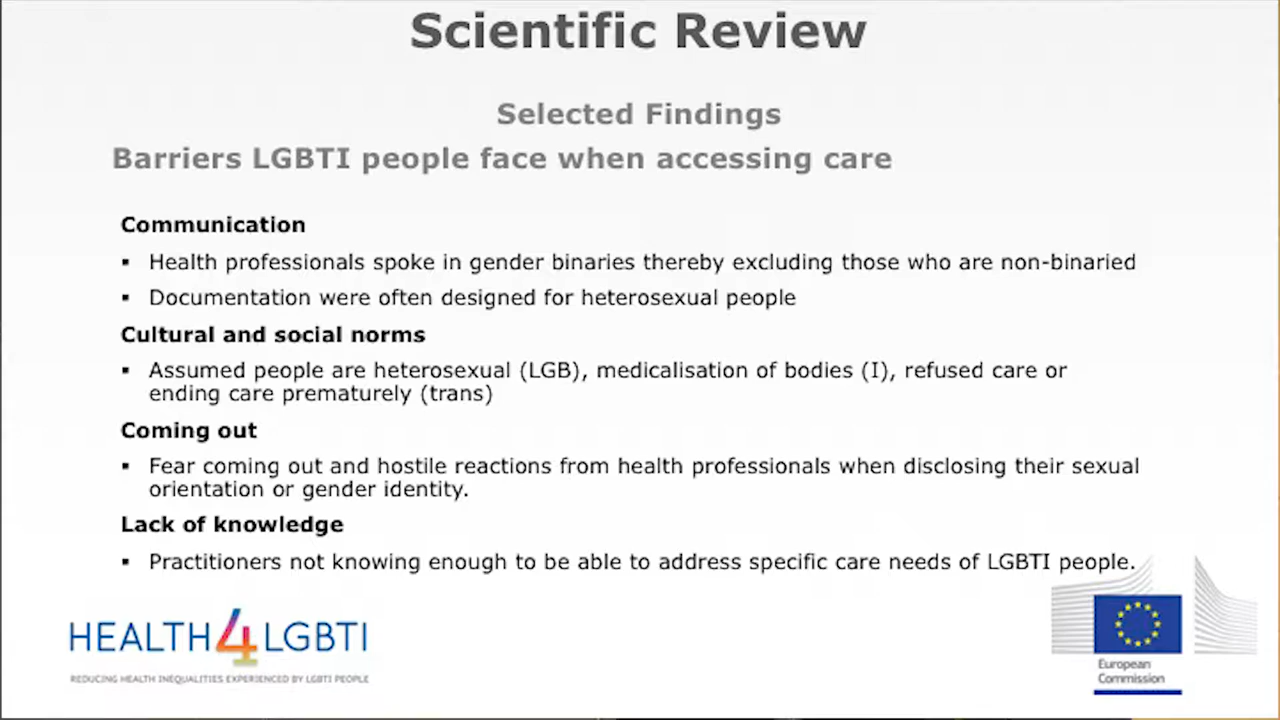 Scientific Review
Selected Findings
Barriers LGBTI people face when accessing care
Communication
▪ Health professionals spoke in gender binaries thereby excluding those who are non-binaried
▪ Documentation were often designed for heterosexual people
Cultural and social norms
▪ Assumed people are heterosexual (LGB), medicalisation of bodies (I), refused care or
ending care prematurely (trans)
Coming out
▪ Fear coming out and hostile reactions from health professionals when disclosing their sexual
orientation or gender identity.
Lack of knowledge
▪ Practitioners not knowing enough to be able to address specific care needs of LGBTI people.
HEALTH4LGBTI
REDUCING HEALTH INEQUALITIES EXPERIENCED BY LGBTI PEOPLE
European
Commission